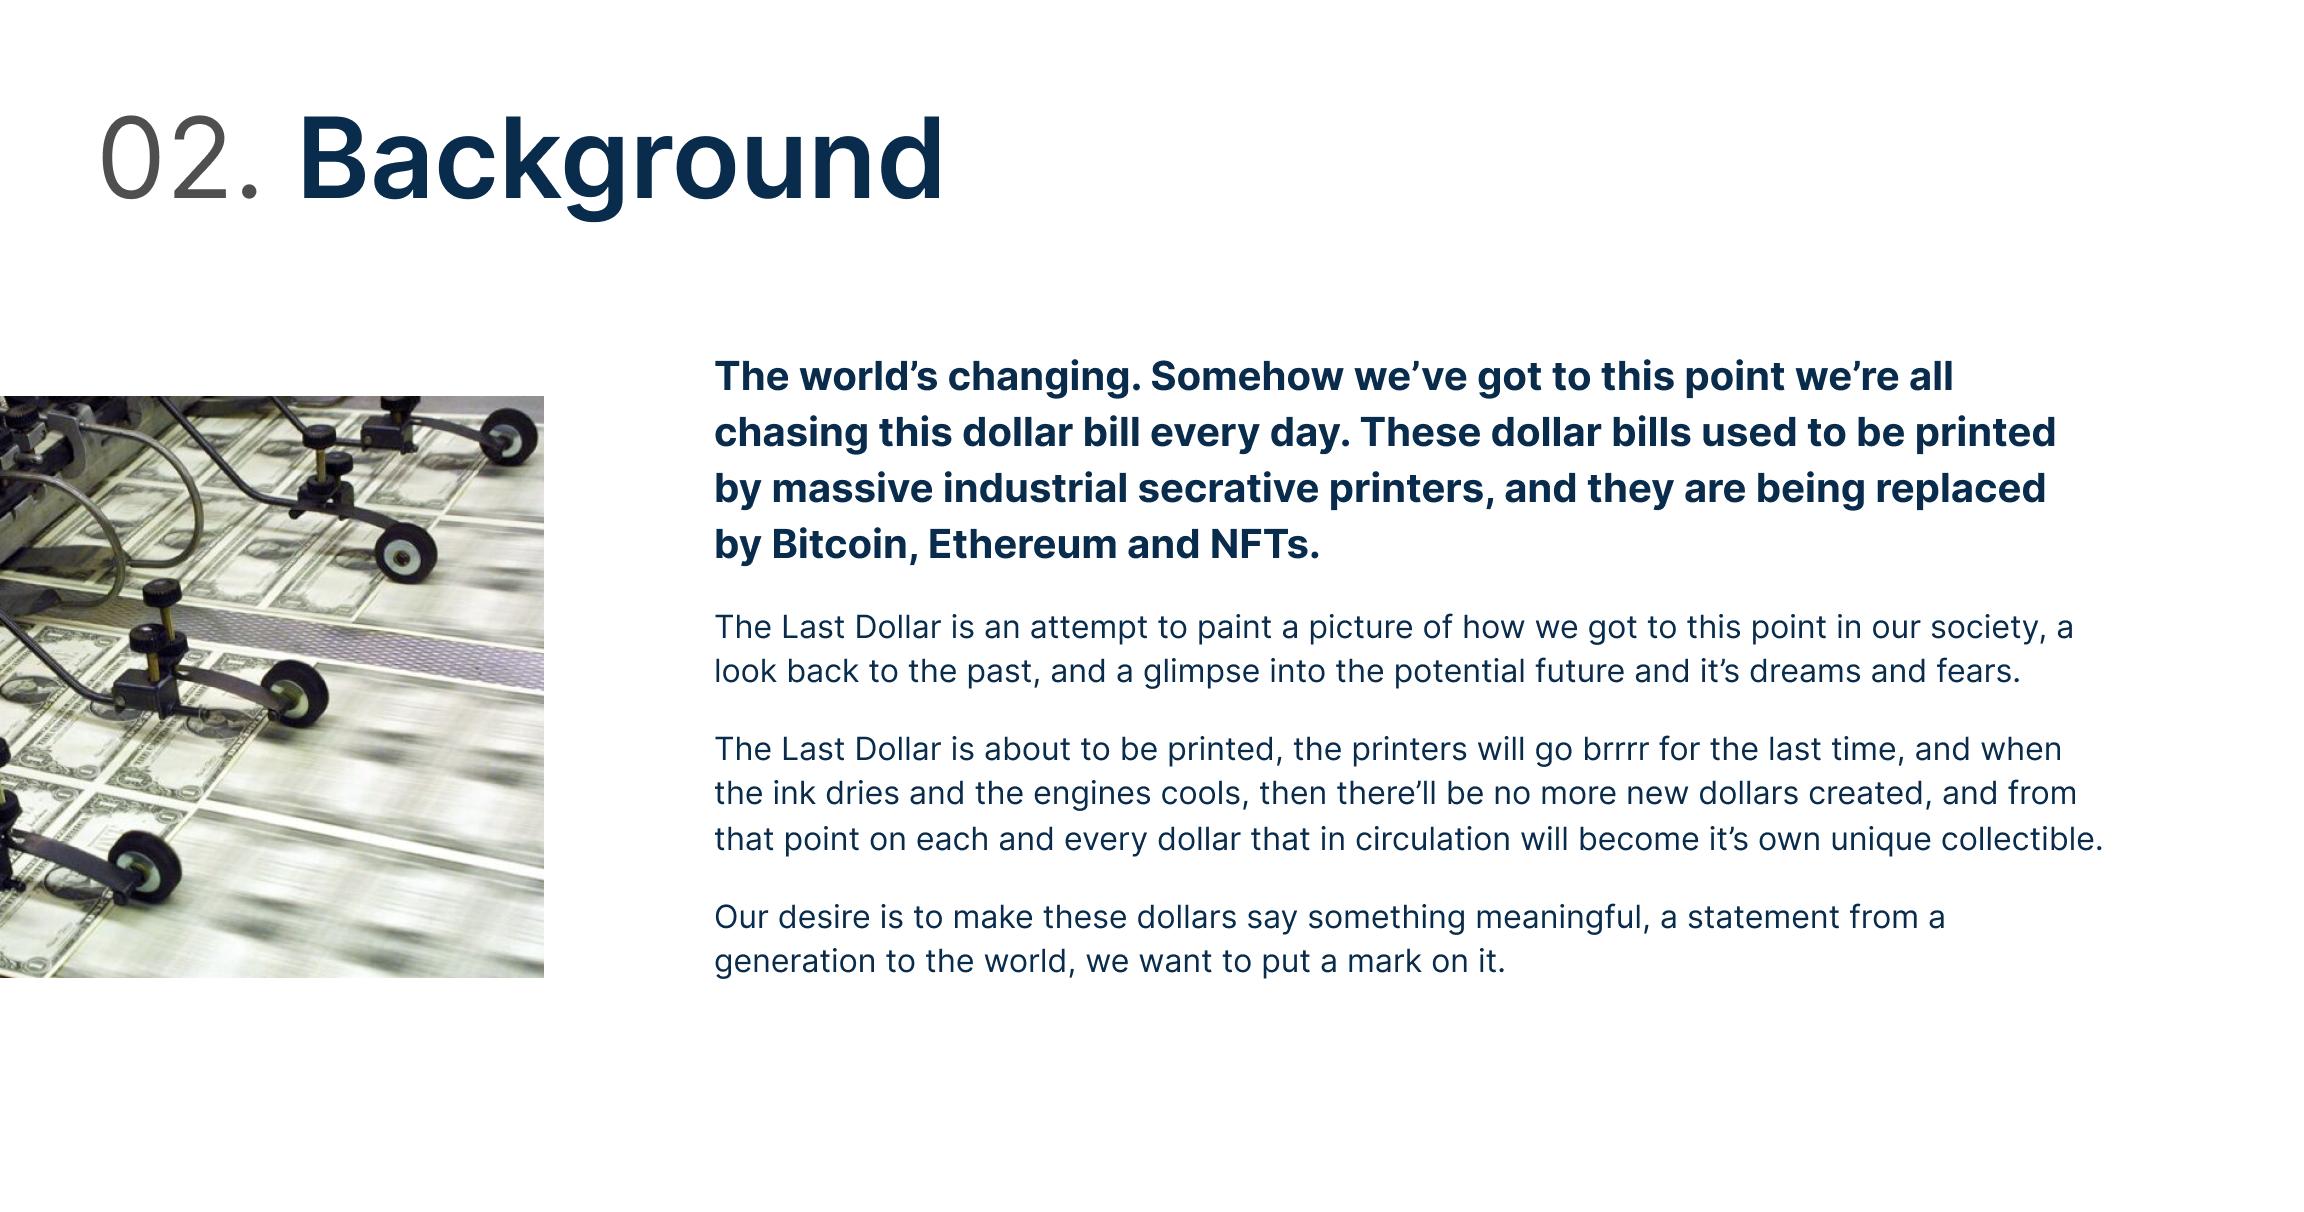 02. Background
The world’s changing. Somehow we’ve got to this point we’re all
chasing this dollar bill every day. These dollar bills used to be printed
by massive industrial secrative printers, and they are being replaced
by Bitcoin, Ethereum and NFTs.
The Last Dollar is an attempt to paint a picture of how we got to this point in our society, a
look back to the past, and a glimpse into the potential future and it’s dreams and fears.
The Last Dollar is about to be printed, the printers will go brrrr for the last time, and when
the ink dries and the engines cools, then there’ll be no more new dollars created, and from
that point on each and every dollar that in circulation will become it’s own unique collectible.
Our desire is to make these dollars say something meaningful, a statement from a
generation to the world, we want to put a mark on it.